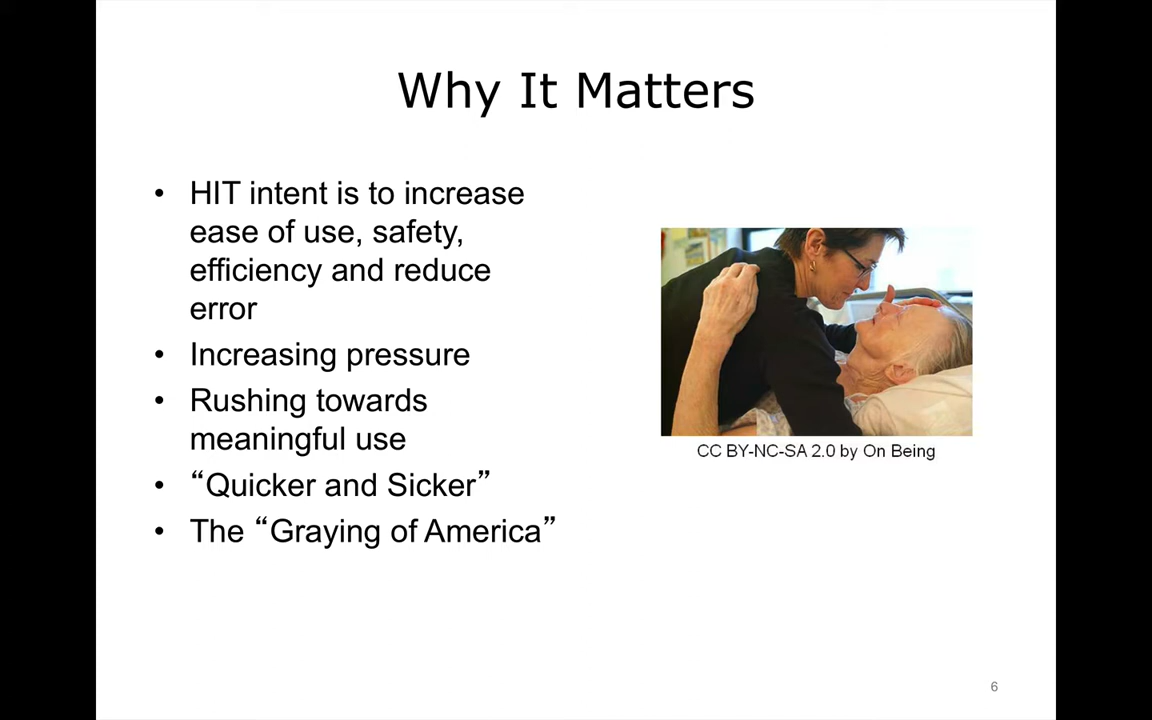 Why It Matters
• HIT intent is to increase
ease of use, safety,
efficiency and reduce
error
• Increasing pressure
• Rushing towards
meaningful use
• “Quicker and Sicker”
• The “Graying of America”
CC BY-NC-SA 2.0 by On Being
6